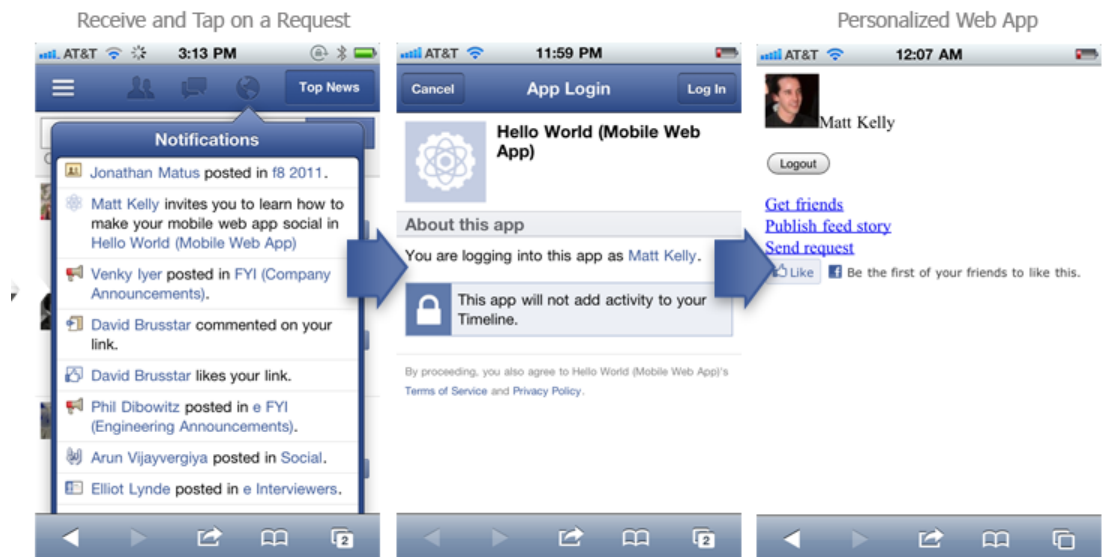 Receive and Tap on a Request
Personalized Web App
AT&T 3:13 PM
Top News
Notifications
Jonathan Matus posted in f8 2011.
Matt Kelly invites you to learn how to
make your mobile web app social in
Hello World (Mobile Web App)
Venky Iyer posted in FYI (Company
Announcements).
David Brusstar commented on your
link.
David Brusstar likes your link.
Phil Dibowitz posted in e FYI
(Engineering Announcements).
Arun Vijayvergiya posted in Social.
Elliot Lynde posted in e Interviewers.
2
AT&T 11:59 PM
Cancel App Login Log In
Hello World (Mobile Web
App)
About this app
You are logging into this app as Matt Kelly.
This app will not add activity to your
Timeline.
By proceeding, you also agree to Hello World (Mobile Web App)'s
Terms of Service and Privacy Policy.
2
AT&T 12:07 AM
Matt Kelly
Logout
Get friends
Publish feed story
Send request
Like Be the first of your friends to like this.